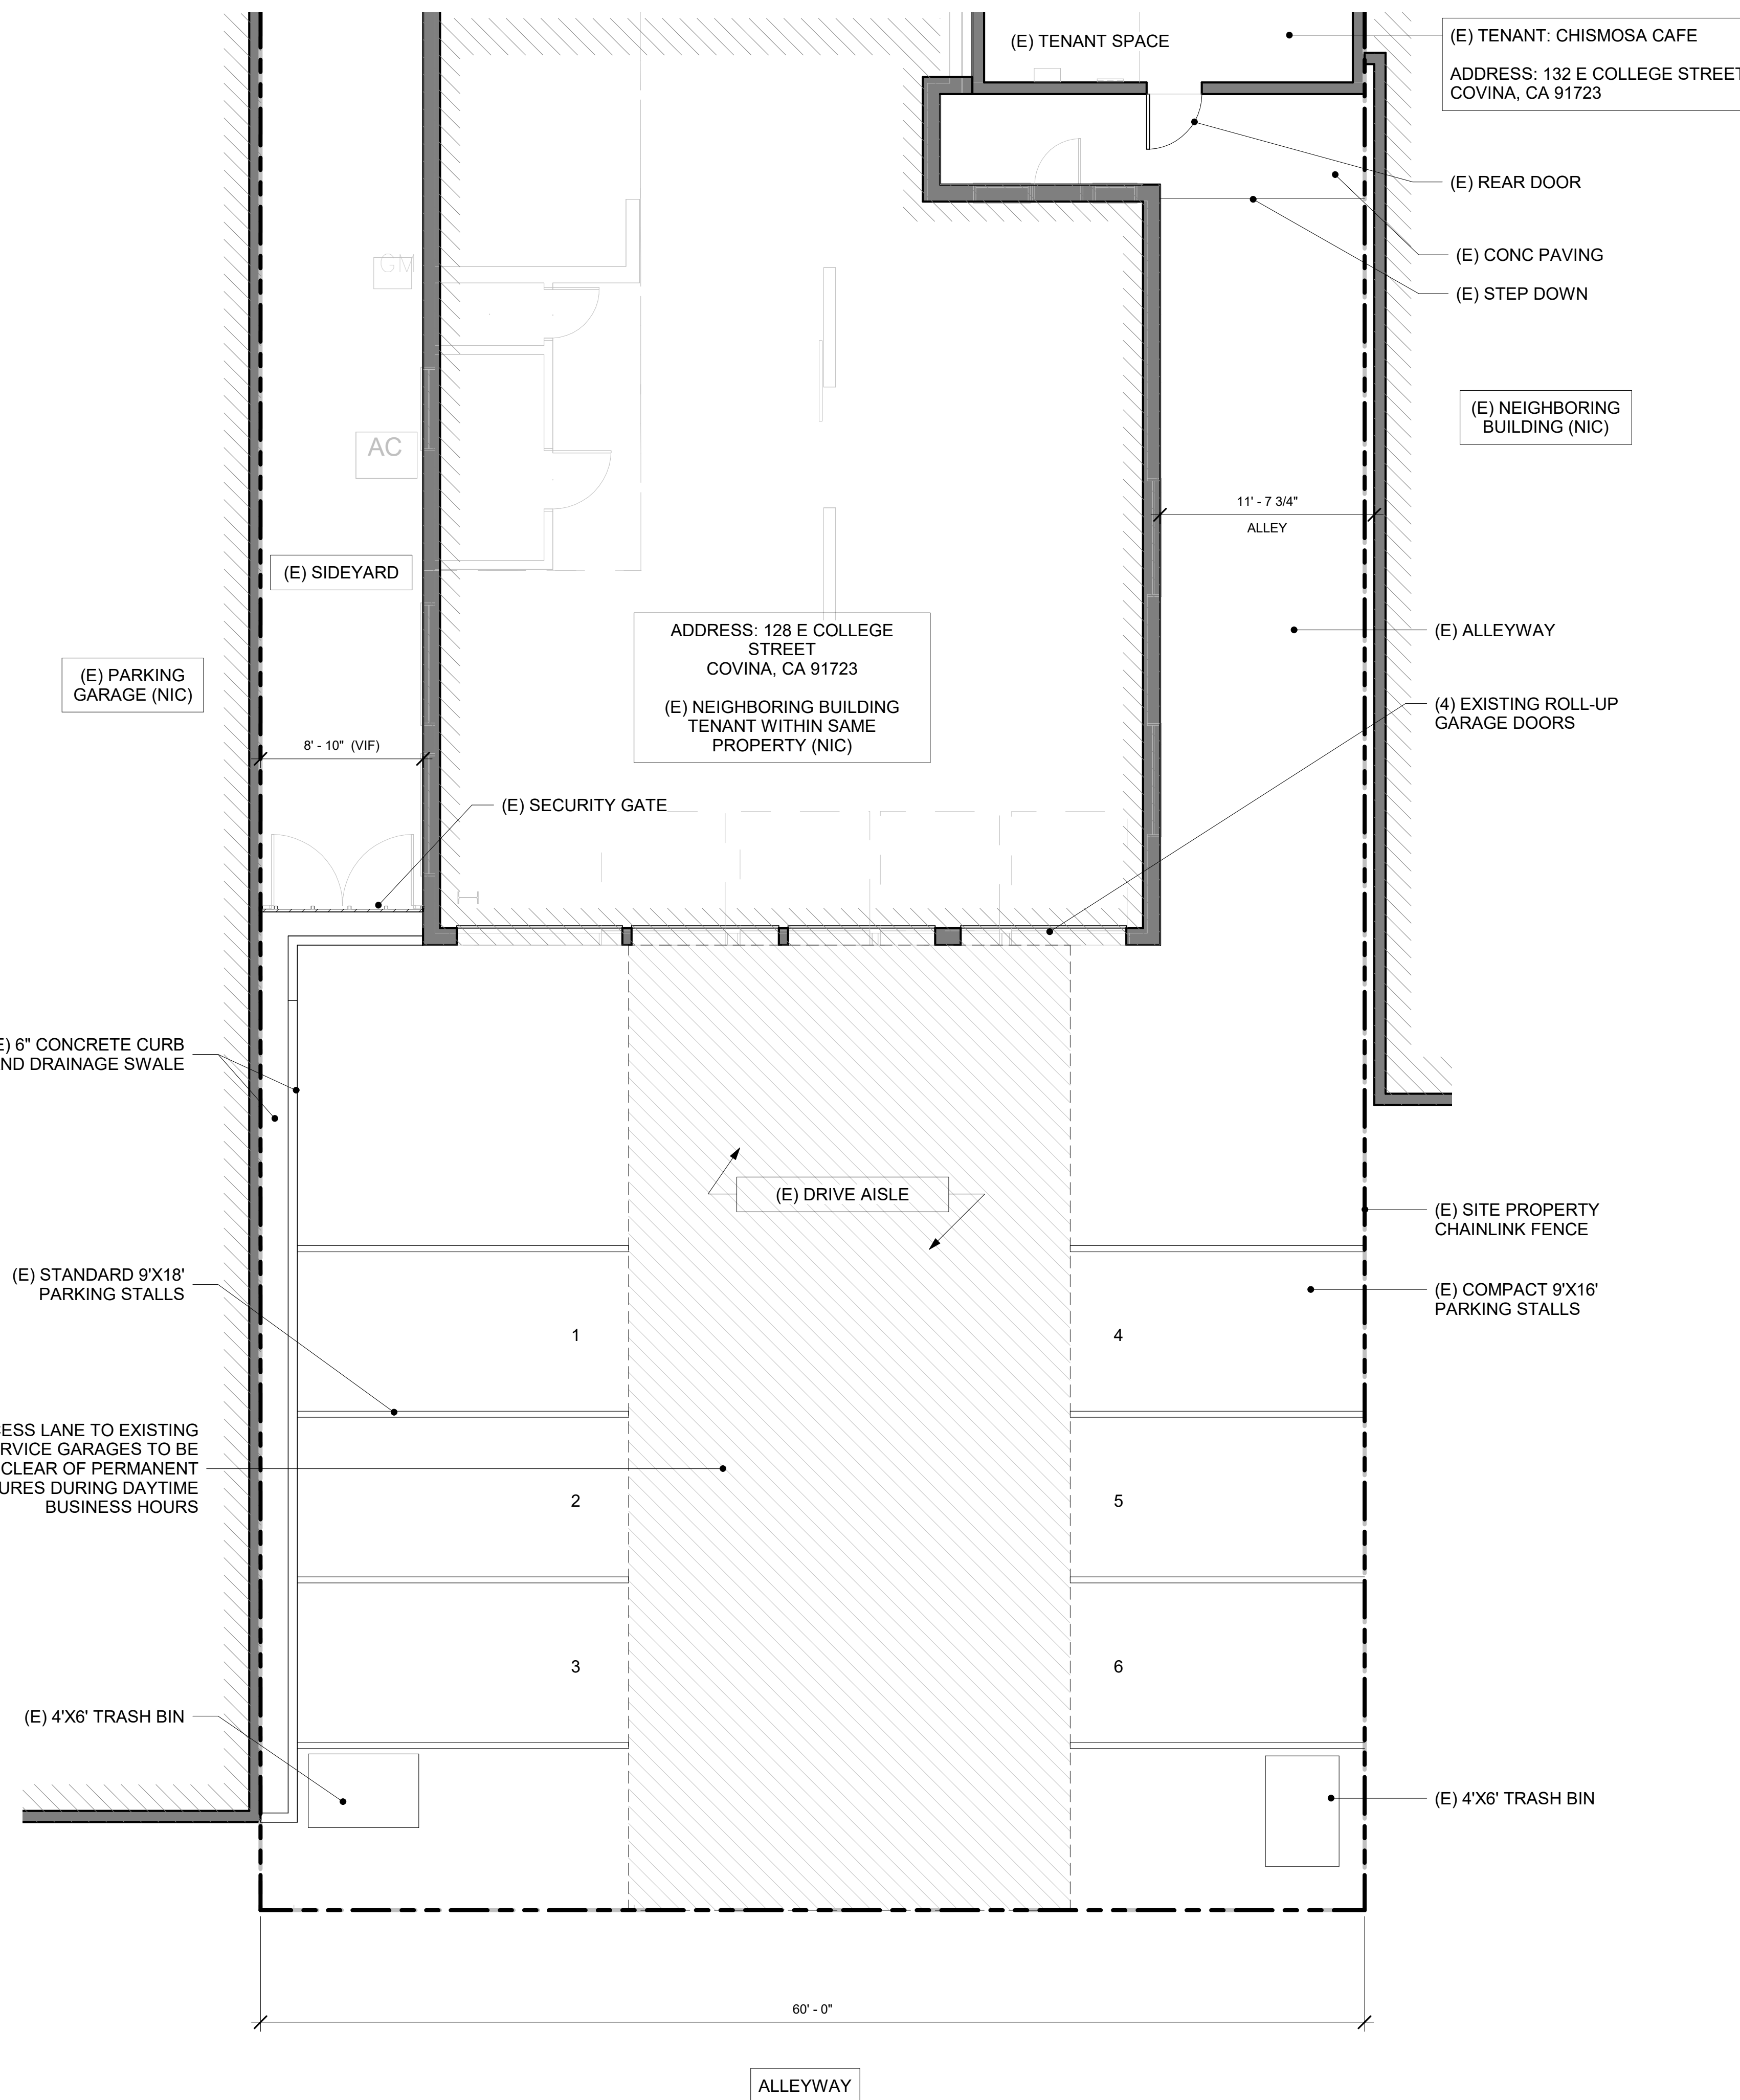 (E) TENANT SPACE
(E) TENANT: CHISMOSA CAFE
ADDRESS: 132 E COLLEGE STREET
COVINA, CA 91723
(E) REAR DOOR
(E) CONC PAVING
(E) STEP DOWN
GM
(E) NEIGHBORING
BUILDING (NIC)
AC
11' - 7 3/4"
ALLEY
(E) SIDEYARD
ADDRESS: 128 E COLLEGE
STREET
COVINA, CA 91723
(E) NEIGHBORING BUILDING
TENANT WITHIN SAME
PROPERTY (NIC)
(E) ALLEYWAY
(E) PARKING
GARAGE (NIC)
(4) EXISTING ROLL-UP
GARAGE DOORS
8' - 10" (VIF)
(E) SECURITY GATE
E) 6" CONCRETE CURB
ND DRAINAGE SWALE
(E) DRIVE AISLE
(E) SITE PROPERTY
CHAINLINK FENCE
(E) STANDARD 9'X18'
PARKING STALLS
(E) COMPACT 9'X16'
PARKING STALLS
1
4
ESS LANE TO EXISTING
RVICE GARAGES TO BE
CLEAR OF PERMANENT
URES DURING DAYTIME
BUSINESS HOURS
2
5
3
6
(E) 4'X6' TRASH BIN
(E) 4'X6' TRASH BIN
60' - 0"
ALLEYWAY